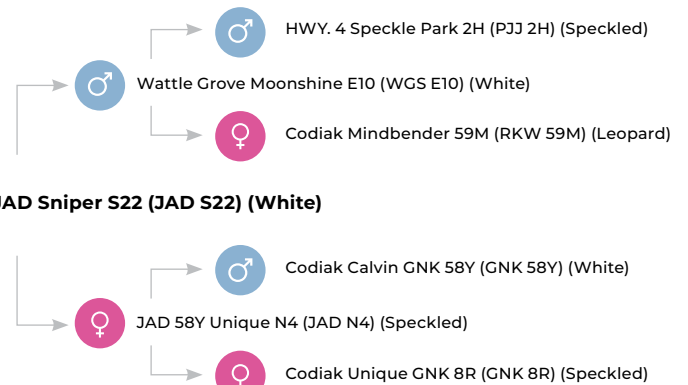 HWY. 4 Speckle Park 2H (PJJ 2H) (Speckled)
Wattle Grove Moonshine E10 (WGS E10) (White)
Codiak Mindbender 59M (RKW 59M) (Leopard)
JAD Sniper S22 (JAD S22) (White)
Codiak Calvin GNK 58Y (GNK 58Y) (White)
JAD 58Y Unique N4 (JAD N4) (Speckled)
Codiak Unique GNK 8R (GNK 8R) (Speckled)